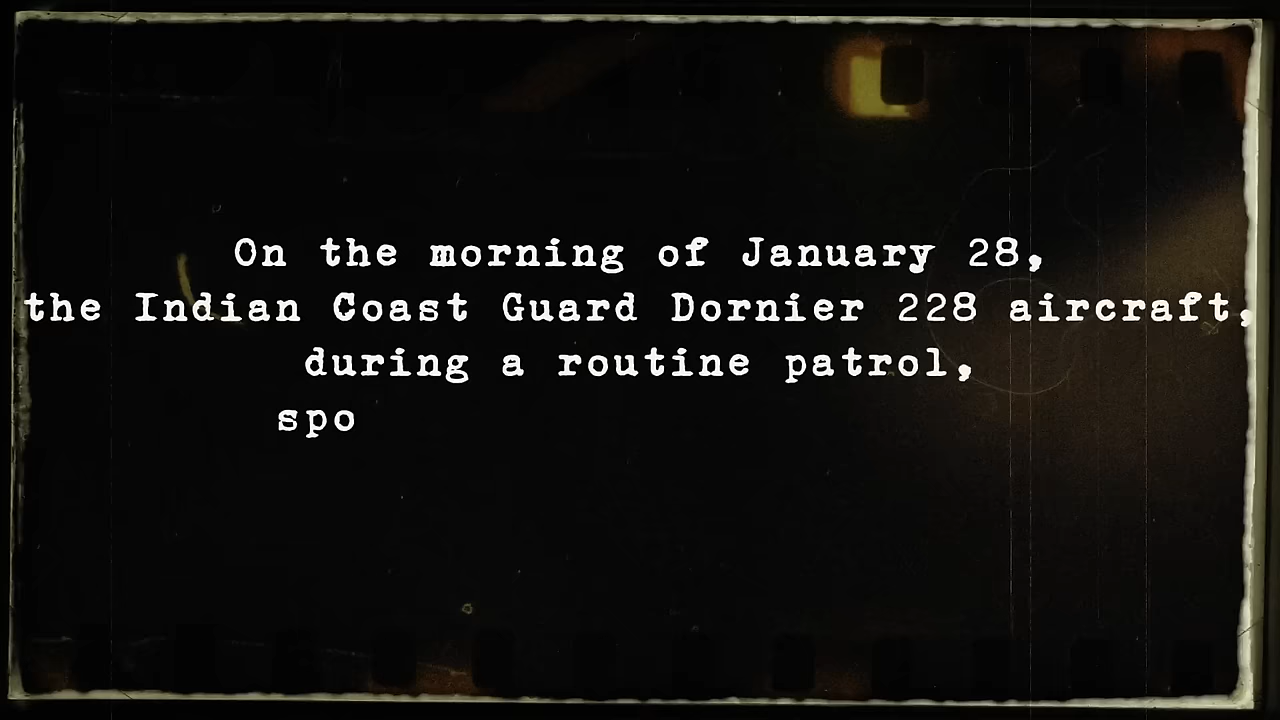 On the morning of January 28,
the Indian Coast Guard Dornier 228 aircraft,
during a routine patrol,
spo